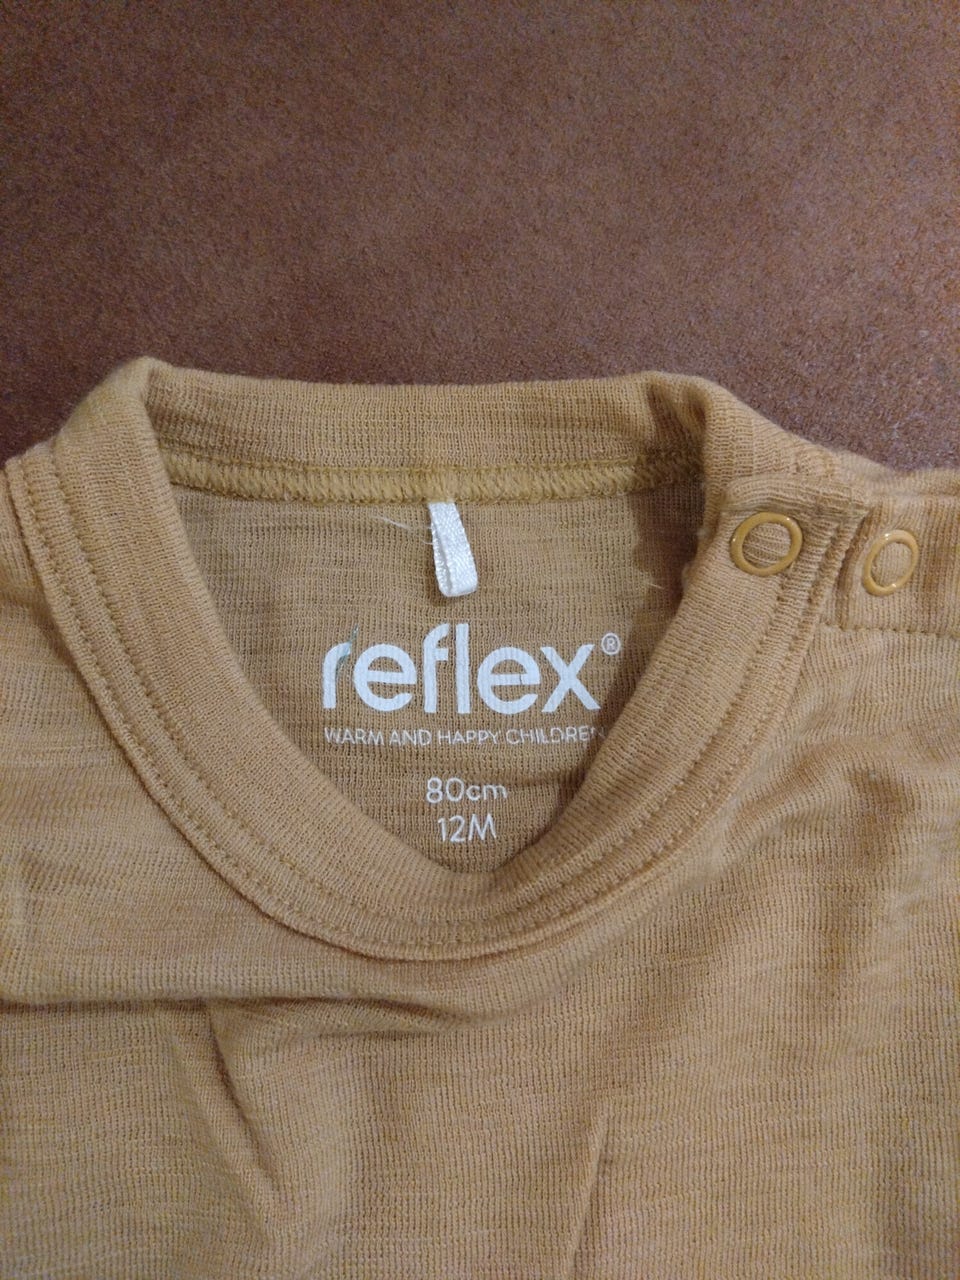 reflex®
WARM AND HAPPY CHILDREN
80cm
12M